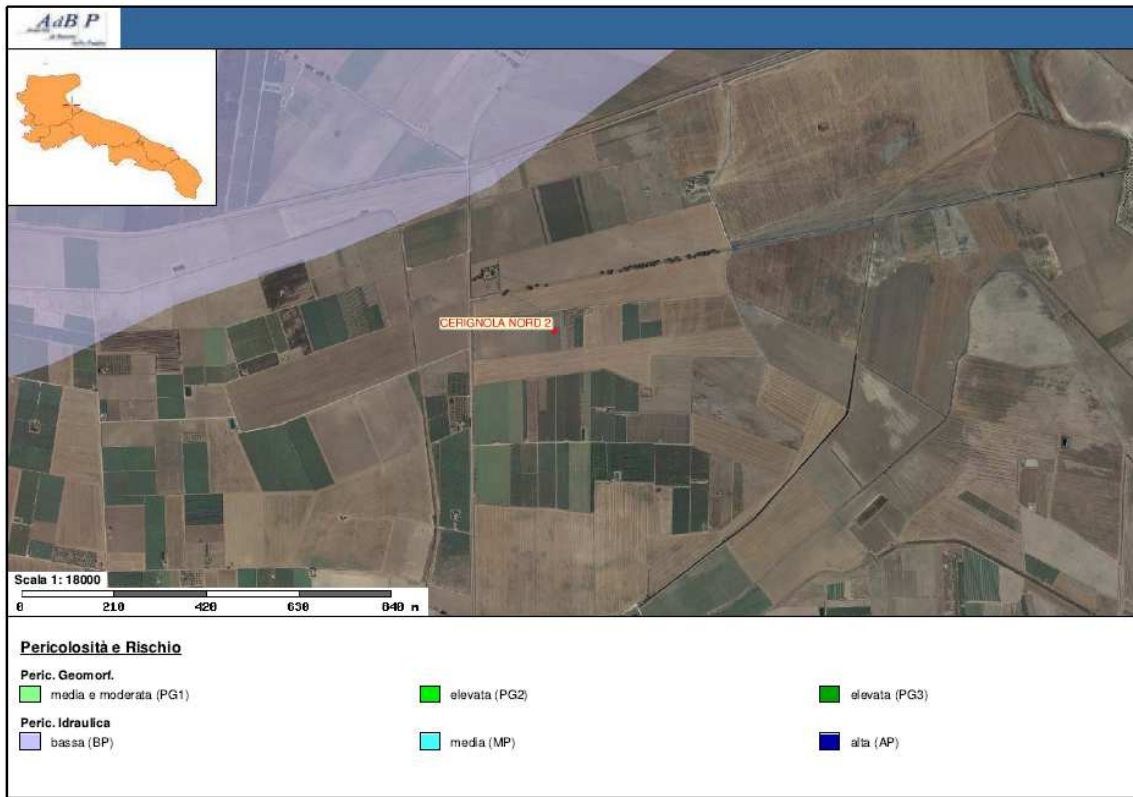 AdB P
CERIGNOLA NORD 2
Scala 1: 18000
0 210 420 630 840 m
Pericolosità e Rischio
Peric. Geomorf.
media e moderata (PG1) elevata (PG2) elevata (PG3)
Peric. Idraulica
bassa (BP) media (MP) alta (AP)